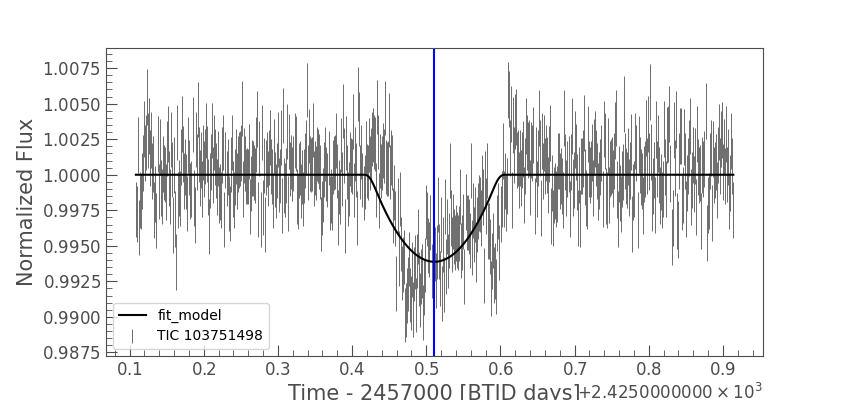 Normalized Flux
1.0075
1.0050
1.0025
1.0000
0.9975
0.9950
0.9925
0.9900
0.9875
fit_model
TIC 103751498
0.1 0.2 0.3 0.4 0.5 0.6 0.7 0.8 0.9
Time - 2457000 [BTJD days]
+2.4250000000 × 10³